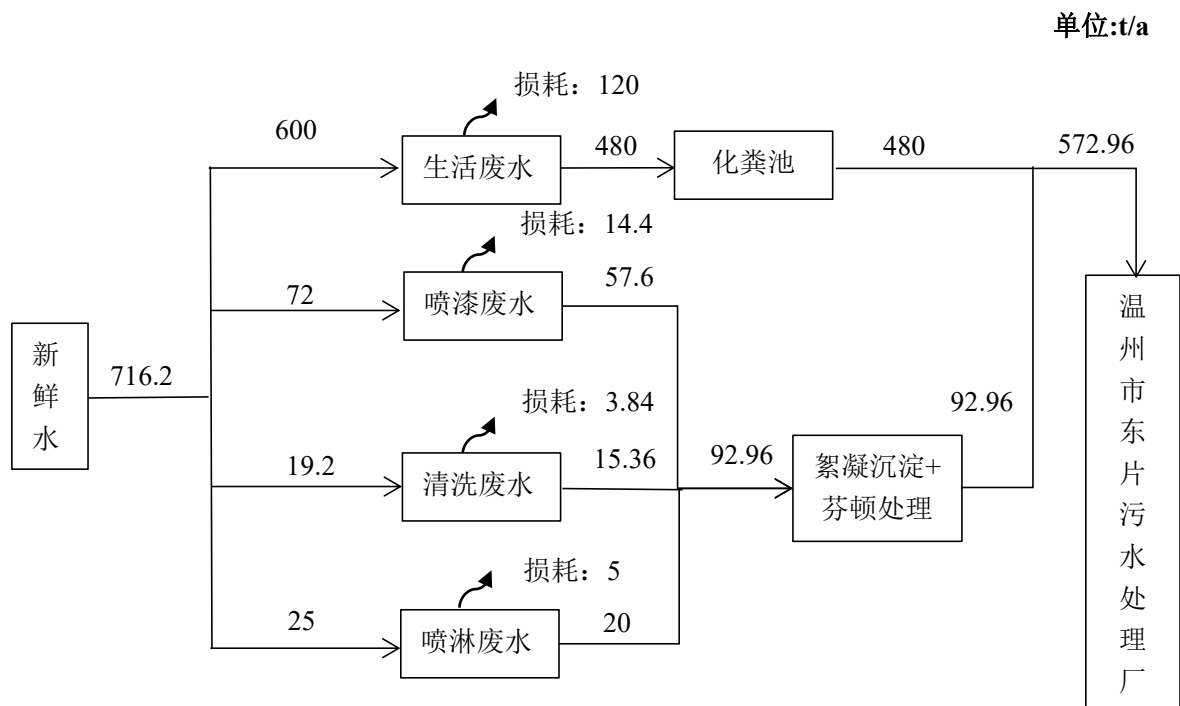 单位:t/a
损耗：120
600
生活废水
480
化粪池
480
572.96
损耗：14.4
72
喷漆废水
57.6
新鲜水
716.2
损耗：3.84
19.2
清洗废水
15.36
92.96
絮凝沉淀+
芬顿处理
92.96
损耗：5
25
喷淋废水
20
温州市东片污水处理厂